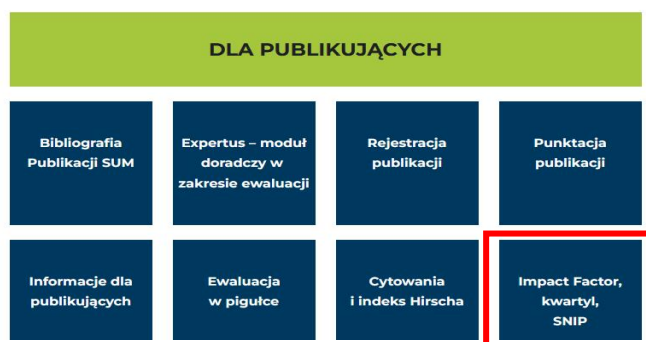 DLA PUBLIKUJĄCYCH
Bibliografia
Publikacji SUM
Expertus – moduł
doradczy w
zakresie ewaluacji
Rejestracja
publikacji
Punktacja
publikacji
Informacje dla
publikujących
Ewaluacja
w pigułce
Cytowania
i indeks Hirscha
Impact Factor,
kwartyl,
SNIP